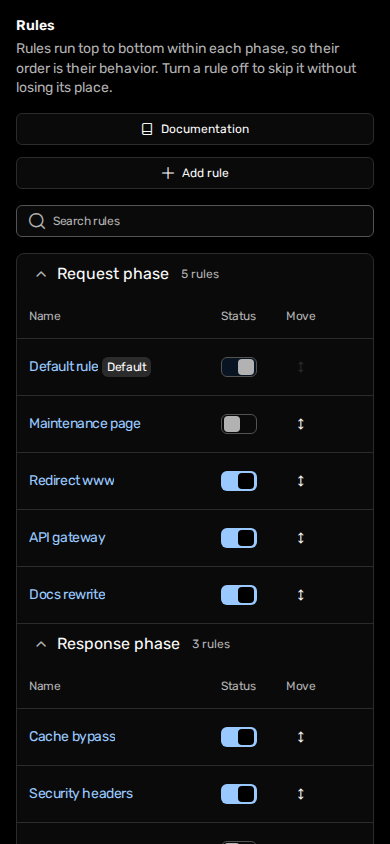 Rules
Rules run top to bottom within each phase, so their
order is their behavior. Turn a rule off to skip it without
losing its place.
Documentation
Add rule
Search rules
Request phase 5 rules
Name Status Move
Default rule Default
Maintenance page
Redirect www
API gateway
Docs rewrite
Response phase 3 rules
Name Status Move
Cache bypass
Security headers